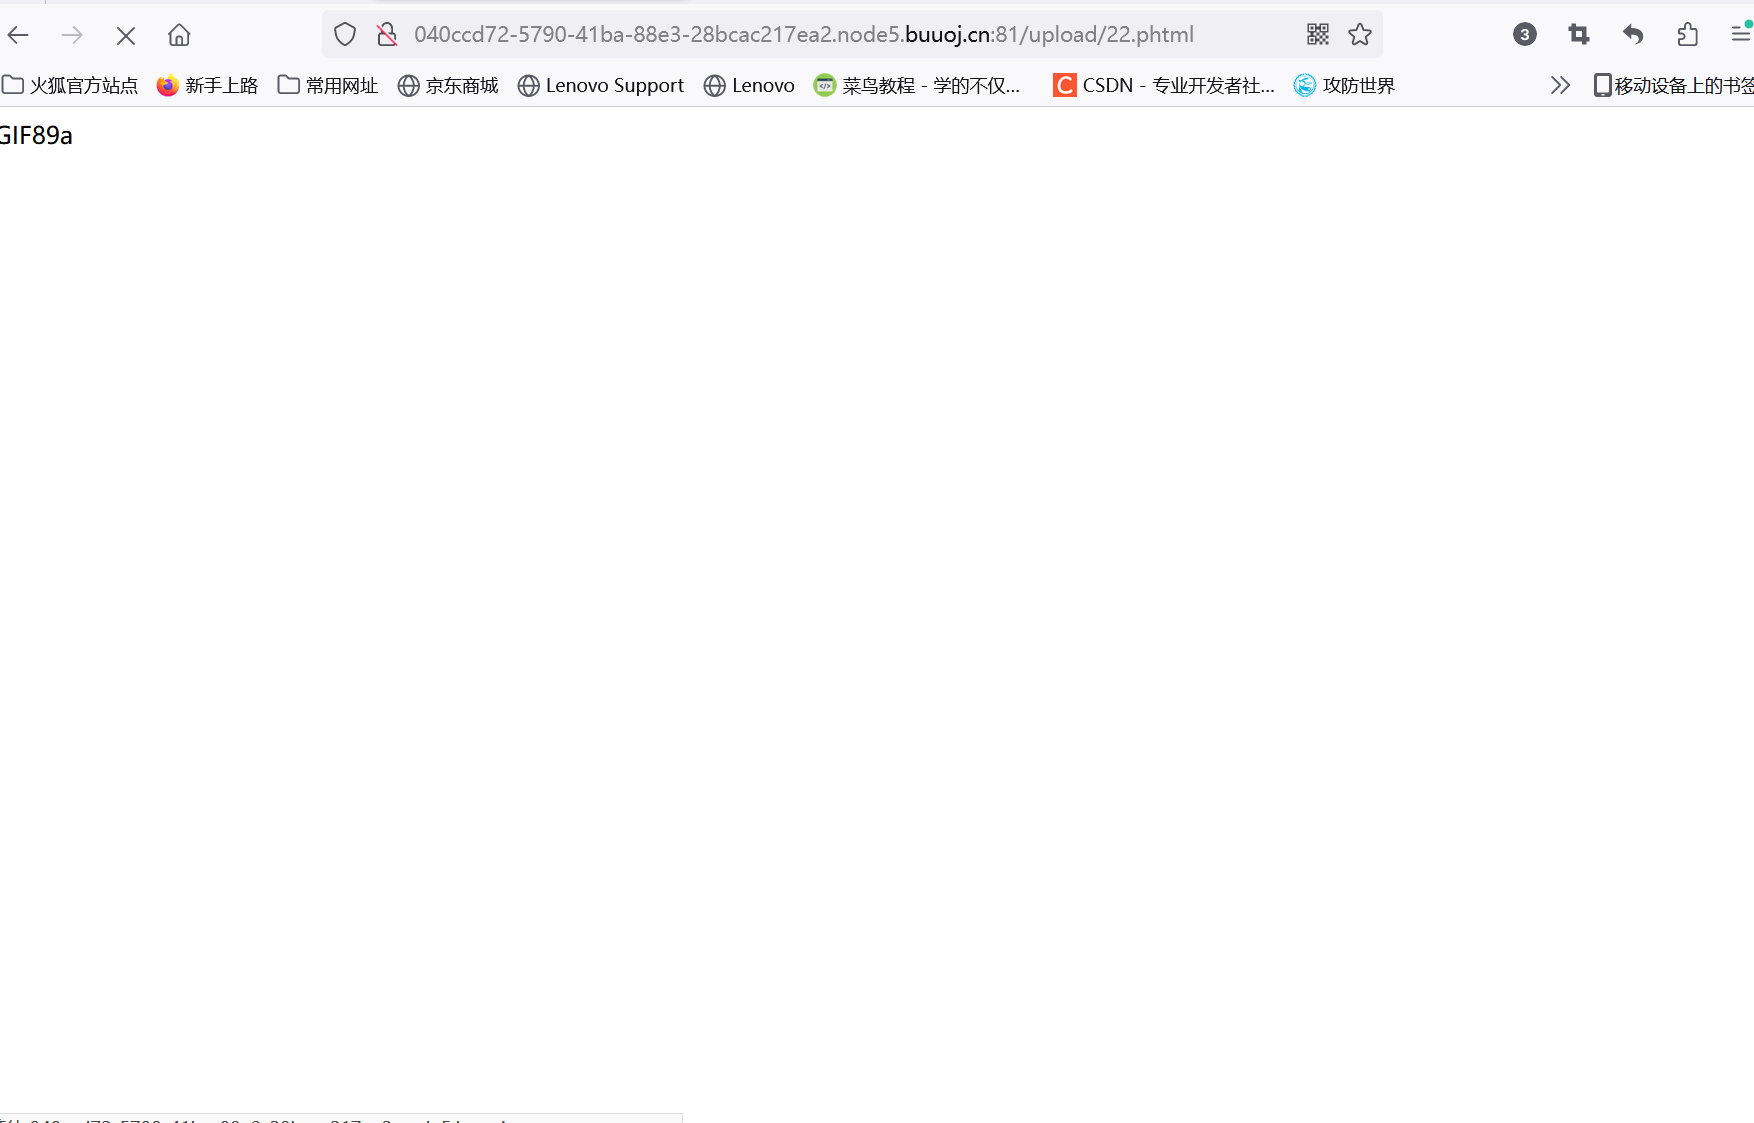 040ccd72-5790-41ba-88e3-28bcac217ea2.node5.buuoj.cn:81/upload/22.phtml
3
火狐官方站点 新手上路 常用网址 京东商城 Lenovo Support Lenovo 菜鸟教程 - 学的不仅... CSDN - 专业开发者社... 攻防世界 移动设备上的书签
GIF89a